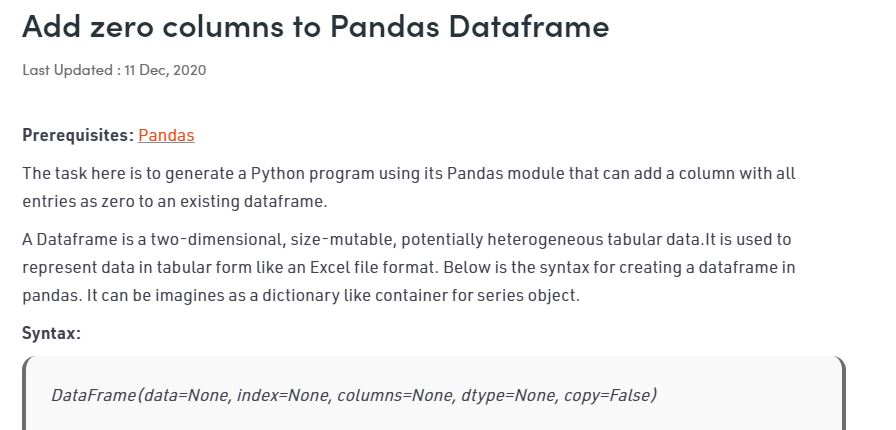 Add zero columns to Pandas Dataframe
Last Updated : 11 Dec, 2020
Prerequisites: Pandas
The task here is to generate a Python program using its Pandas module that can add a column with all
entries as zero to an existing dataframe.
A Dataframe is a two-dimensional, size-mutable, potentially heterogeneous tabular data.It is used to
represent data in tabular form like an Excel file format. Below is the syntax for creating a dataframe in
pandas. It can be imagines as a dictionary like container for series object.
Syntax:
DataFrame(data=None, index=None, columns=None, dtype=None, copy=False)